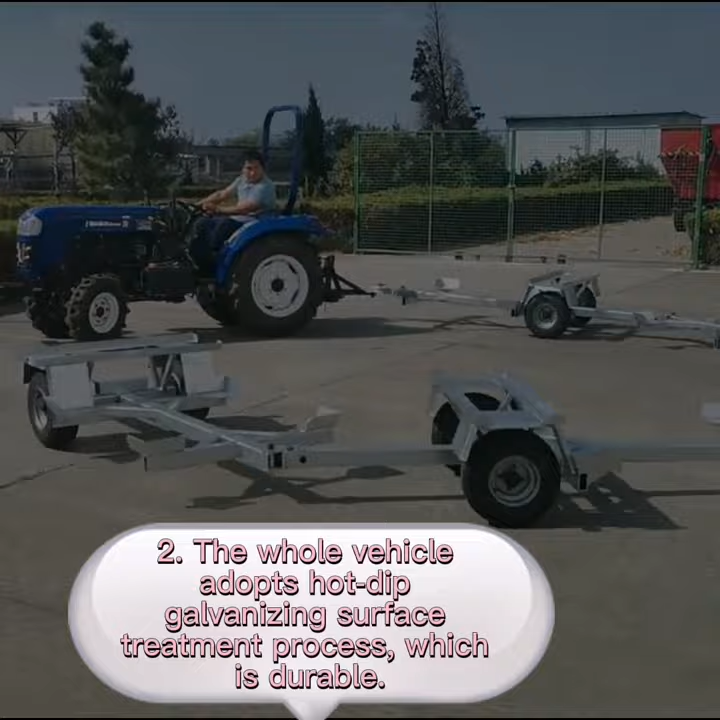 2. The whole vehicle
adopts hot-dip
galvanizing surface
treatment process, which
is durable.